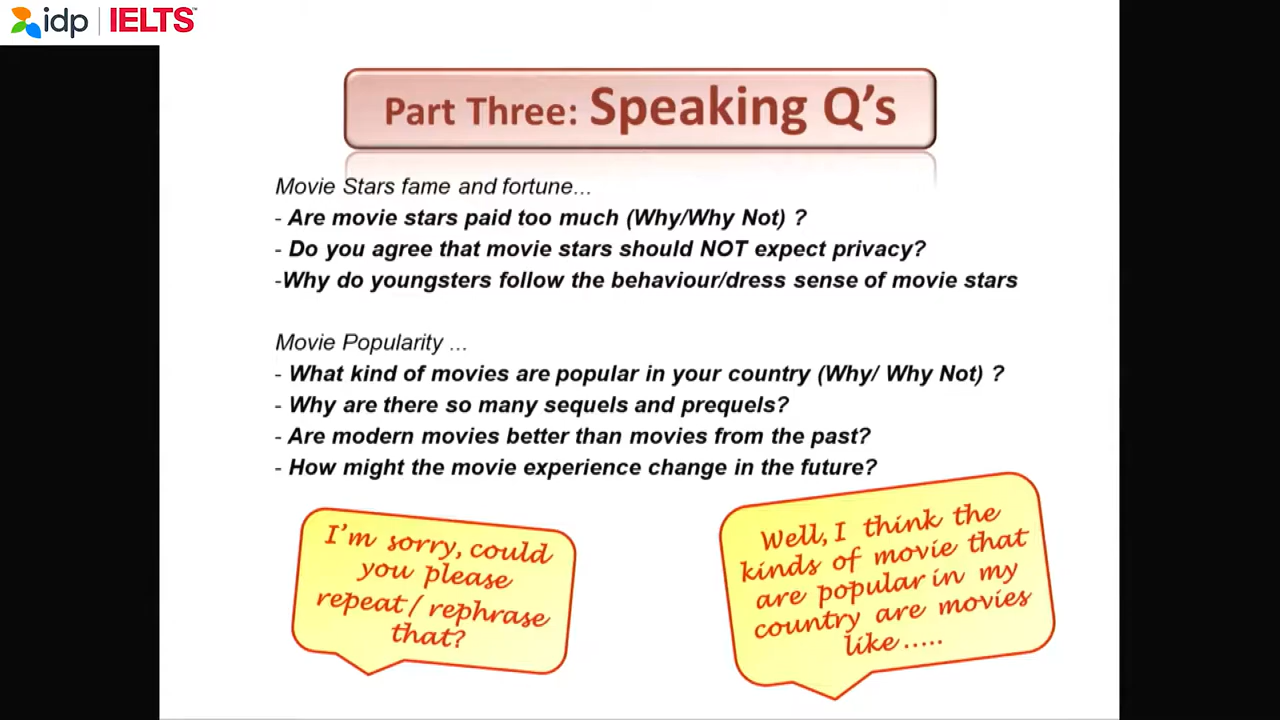 idp | IELTS™
Part Three: Speaking Q's
Movie Stars fame and fortune...
- Are movie stars paid too much (Why/Why Not) ?
- Do you agree that movie stars should NOT expect privacy?
-Why do youngsters follow the behaviour/dress sense of movie stars
Movie Popularity ...
- What kind of movies are popular in your country (Why/ Why Not) ?
- Why are there so many sequels and prequels?
- Are modern movies better than movies from the past?
- How might the movie experience change in the future?
I'm sorry, could
you please
repeat/ rephrase
that?
Well, I think the
kinds of movie that
are popular in my
country are movies
like .....